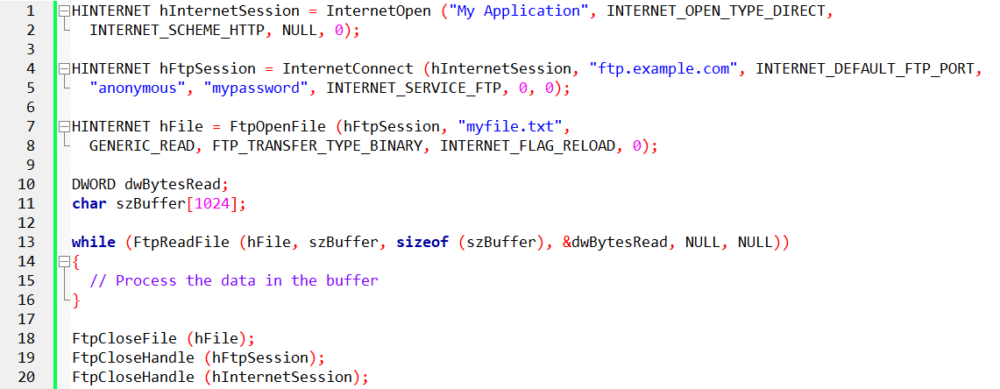 1 HINTERNET hInternetSession = InternetOpen ("My Application", INTERNET_OPEN_TYPE_DIRECT,
2 INTERNET_SCHEME_HTTP, NULL, 0);
3
4 HINTERNET hFtpSession = InternetConnect (hInternetSession, "ftp.example.com", INTERNET_DEFAULT_FTP_PORT,
5 "anonymous", "mypassword", INTERNET_SERVICE_FTP, 0, 0);
6
7 HINTERNET hFile = FtpOpenFile (hFtpSession, "myfile.txt",
8 GENERIC_READ, FTP_TRANSFER_TYPE_BINARY, INTERNET_FLAG_RELOAD, 0);
9
10 DWORD dwBytesRead;
11 char szBuffer[1024];
12
13 while (FtpReadFile (hFile, szBuffer, sizeof (szBuffer), &dwBytesRead, NULL, NULL))
14 {
15 // Process the data in the buffer
16 }
17
18 FtpCloseFile (hFile);
19 FtpCloseHandle (hFtpSession);
20 FtpCloseHandle (hInternetSession);